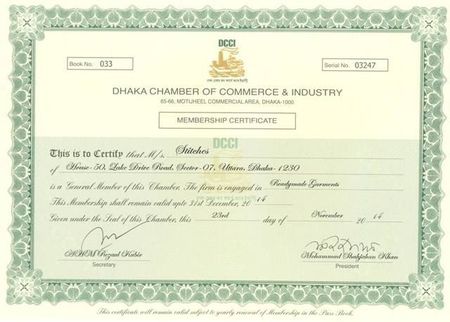 DCCI
Book No. 033
Serial No. 03247
DHAKA CHAMBER OF COMMERCE & INDUSTRY
65-66, MOTIJHEEL COMMERCIAL AREA, DHAKA-1000
MEMBERSHIP CERTIFICATE
DCCI
This is to Certify that M/s. Stitches
of House-50, Lake Drive Road, Sector-07, Uttara, Dhaka-1230
is a General Member of this Chamber. The firm is engaged in Readymade Garments
This Membership shall remain valid upto 31st December, 2014
Given under the Seal of this Chamber, this 23rd day of November 2014
AHM Rezaul Kabir
Mohammad Shahjahan Khan
Secretary
President
This certificate will remain valid subject to yearly renewal of Membership in the Pass Book.